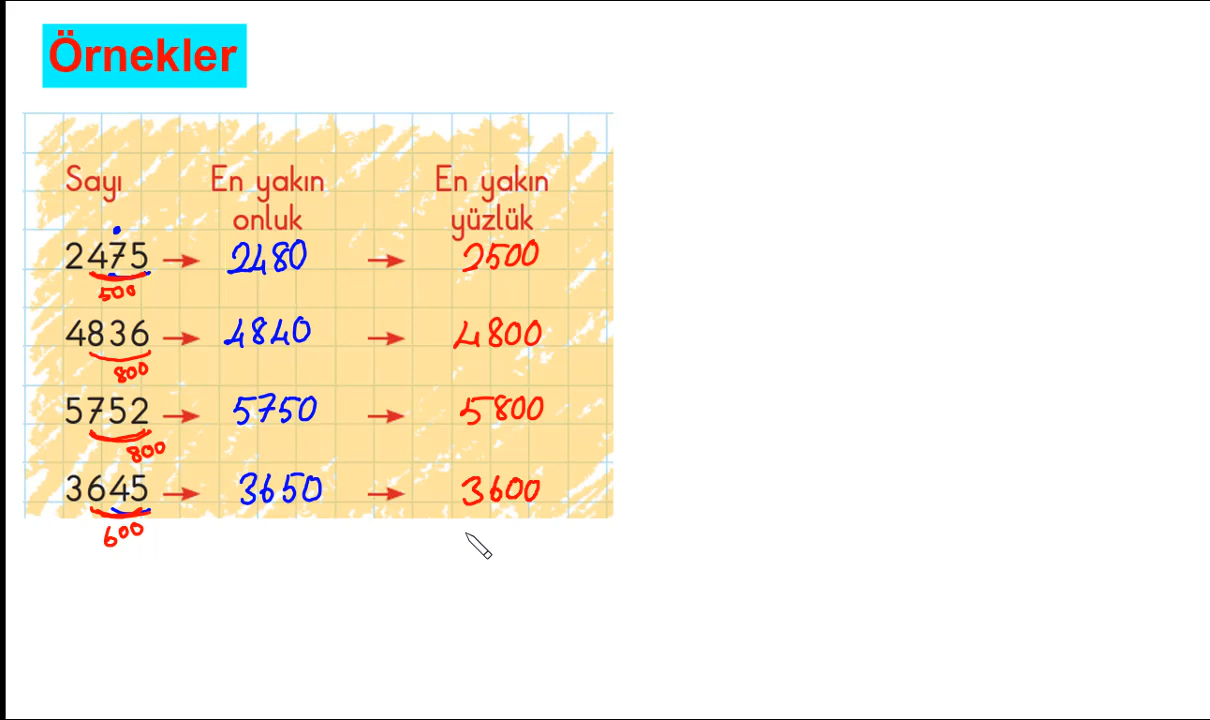 Örnekler
Sayı En yakın onluk En yakın yüzlük
2475 → 2480 → 2500
500
4836 → 4840 → 4800
800
5752 → 5750 → 5800
800
3645 → 3650 → 3600
600